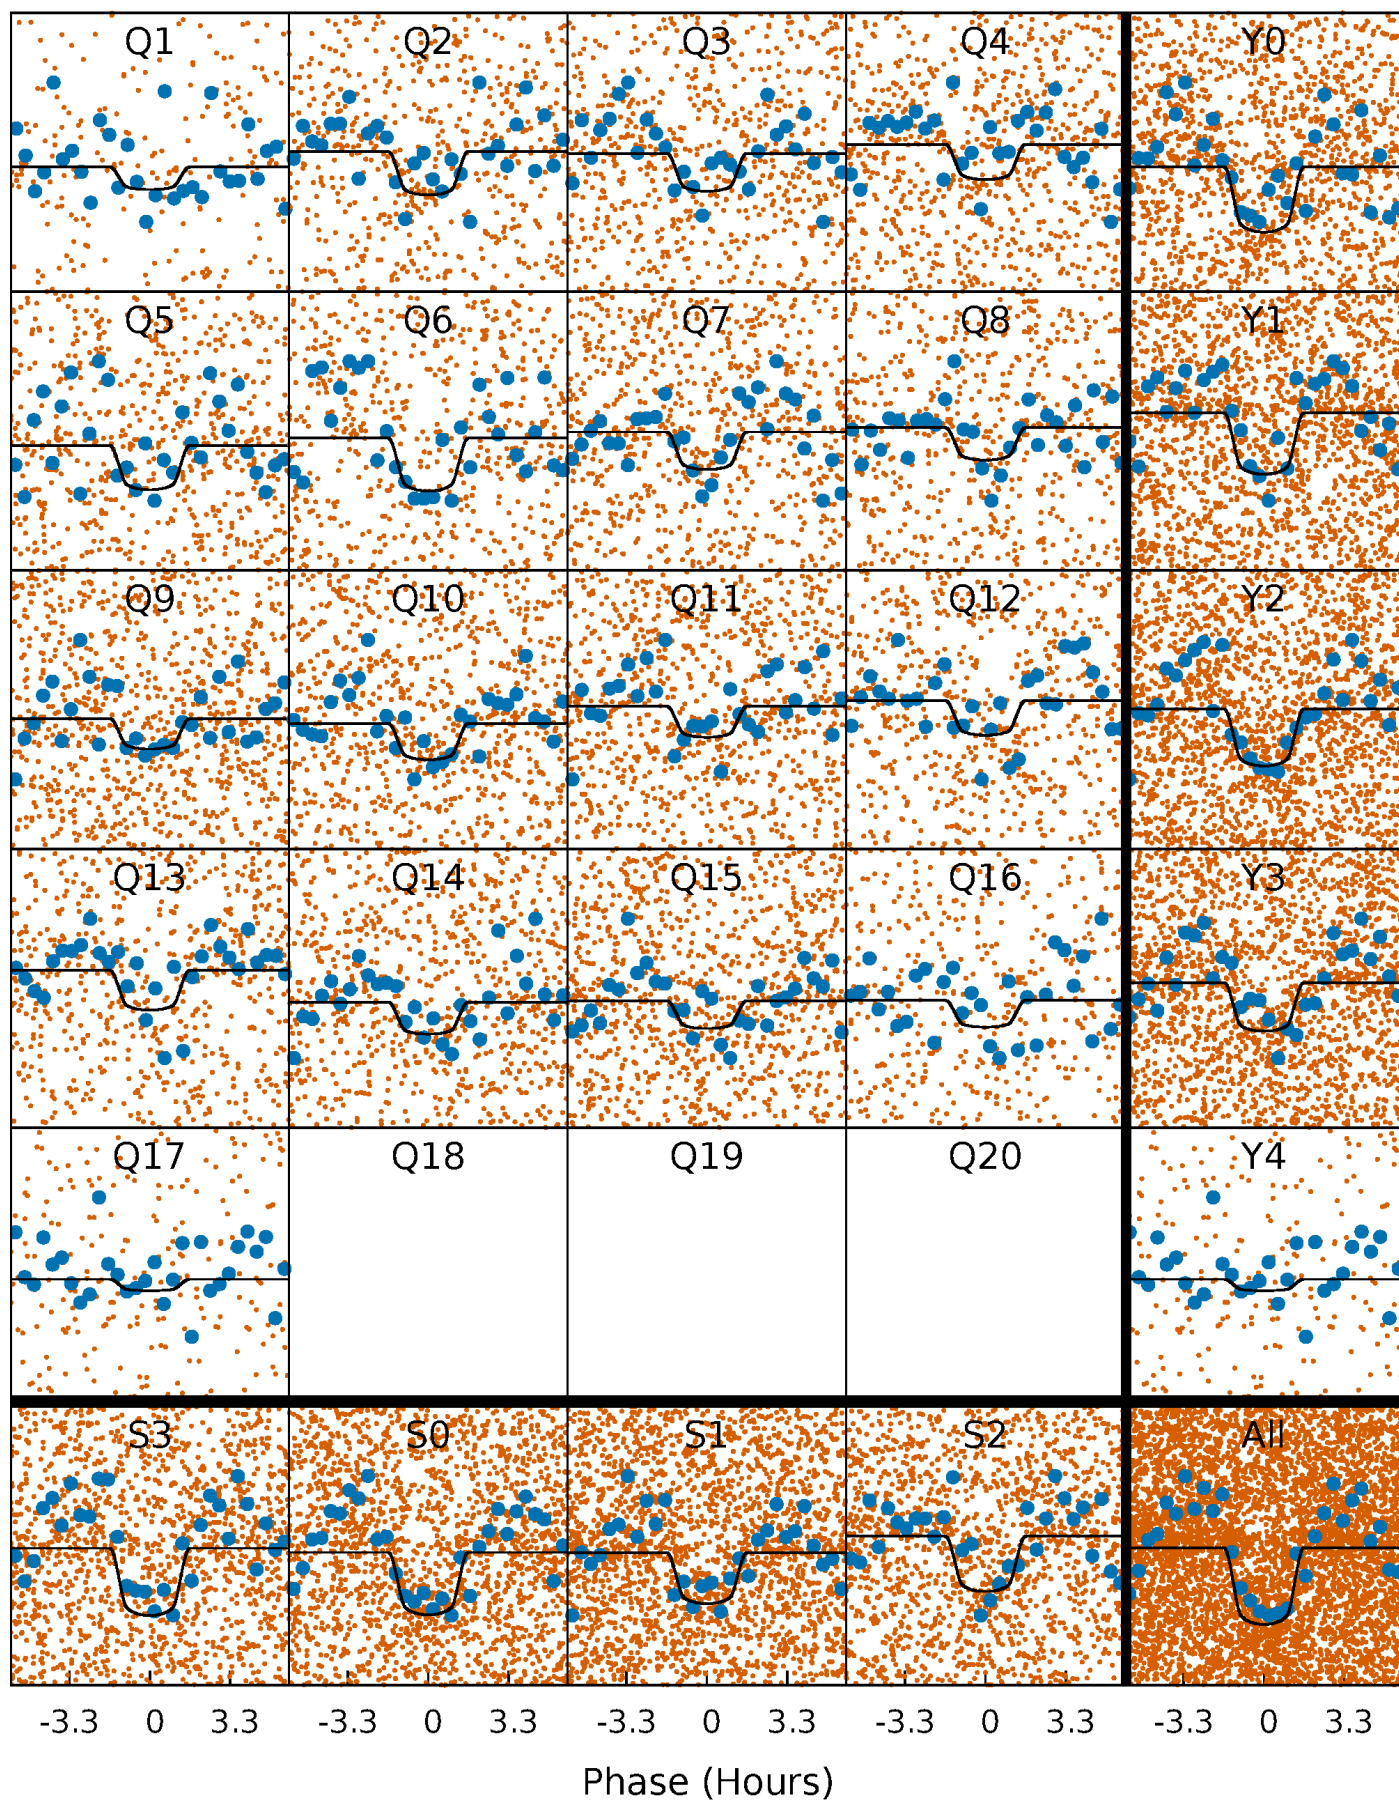 Q1 Q2 Q3 Q4 Y0
Q5 Q6 Q7 Q8 Y1
Q9 Q10 Q11 Q12 Y2
Q13 Q14 Q15 Q16 Y3
Q17 Q18 Q19 Q20 Y4
S3 S0 S1 S2 All
-3.3 0 3.3 -3.3 0 3.3 -3.3 0 3.3 -3.3 0 3.3 -3.3 0 3.3
Phase (Hours)